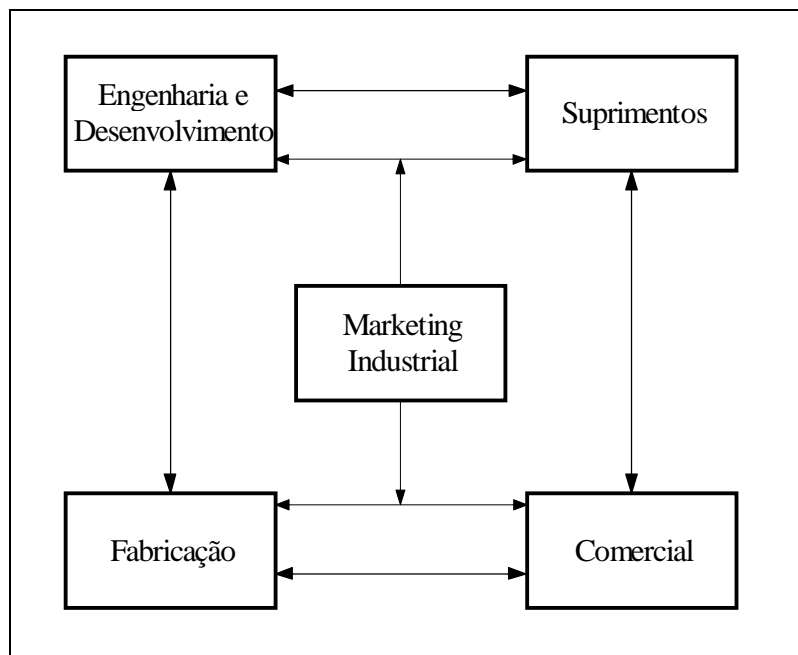 Engenharia e
Desenvolvimento
Suprimentos
Marketing
Industrial
Fabricação
Comercial